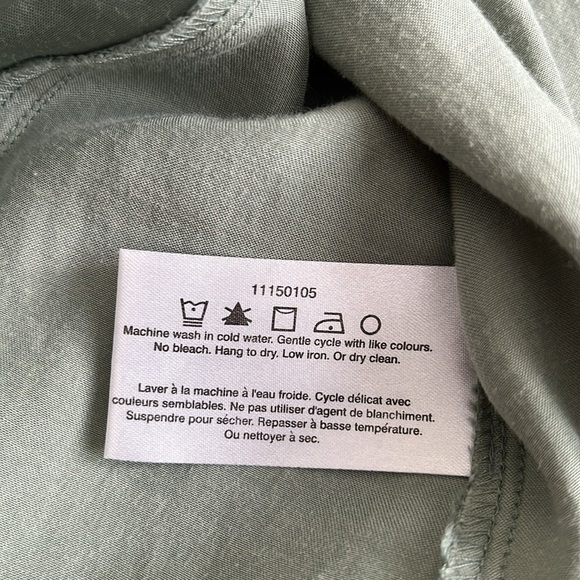 11150105
Machine wash in cold water. Gentle cycle with like colours.
No bleach. Hang to dry. Low iron. Or dry clean.
Laver à la machine à l'eau froide. Cycle délicat avec
couleurs semblables. Ne pas utiliser d'agent de blanchiment.
Suspendre pour sécher. Repasser à basse température.
Ou nettoyer à sec.